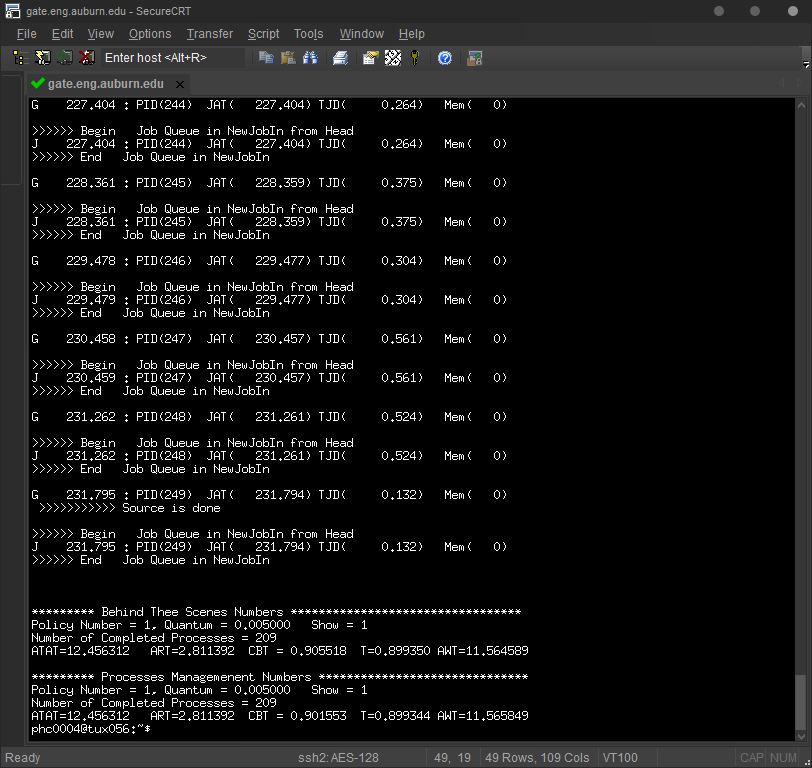 gate.eng.auburn.edu - SecureCRT
File Edit View Options Transfer Script Tools Window Help
Enter host <Alt+R>
gate.eng.auburn.edu ×
G 227.404 : PID(244) JAT( 227.404) TJD( 0.264) Mem( 0)
>>>>>> Begin Job Queue in NewJobIn from Head
J 227.404 : PID(244) JAT( 227.404) TJD( 0.264) Mem( 0)
>>>>>> End Job Queue in NewJobIn
G 228.361 : PID(245) JAT( 228.359) TJD( 0.375) Mem( 0)
>>>>>> Begin Job Queue in NewJobIn from Head
J 228.361 : PID(245) JAT( 228.359) TJD( 0.375) Mem( 0)
>>>>>> End Job Queue in NewJobIn
G 229.478 : PID(246) JAT( 229.477) TJD( 0.304) Mem( 0)
>>>>>> Begin Job Queue in NewJobIn from Head
J 229.479 : PID(246) JAT( 229.477) TJD( 0.304) Mem( 0)
>>>>>> End Job Queue in NewJobIn
G 230.458 : PID(247) JAT( 230.457) TJD( 0.561) Mem( 0)
>>>>>> Begin Job Queue in NewJobIn from Head
J 230.459 : PID(247) JAT( 230.457) TJD( 0.561) Mem( 0)
>>>>>> End Job Queue in NewJobIn
G 231.262 : PID(248) JAT( 231.261) TJD( 0.524) Mem( 0)
>>>>>> Begin Job Queue in NewJobIn from Head
J 231.262 : PID(248) JAT( 231.261) TJD( 0.524) Mem( 0)
>>>>>> End Job Queue in NewJobIn
G 231.795 : PID(249) JAT( 231.794) TJD( 0.132) Mem( 0)
>>>>>>>>>>> Source is done
>>>>>> Begin Job Queue in NewJobIn from Head
J 231.795 : PID(249) JAT( 231.794) TJD( 0.132) Mem( 0)
>>>>>> End Job Queue in NewJobIn
********* Behind Thee Scenes Numbers *********************************
Policy Number = 1, Quantum = 0.005000 Show = 1
Number of Completed Processes = 209
ATAT=12.456312 ART=2.811392 CBT = 0.905518 T=0.899350 AWT=11.564589
********* Processes Managemenent Numbers ******************************
Policy Number = 1, Quantum = 0.005000 Show = 1
Number of Completed Processes = 209
ATAT=12.456312 ART=2.811392 CBT = 0.901553 T=0.899344 AWT=11.565849
phc0004@tux056:~$
Ready ssh2: AES-128 49, 19 49 Rows, 109 Cols VT100 CAP NUM